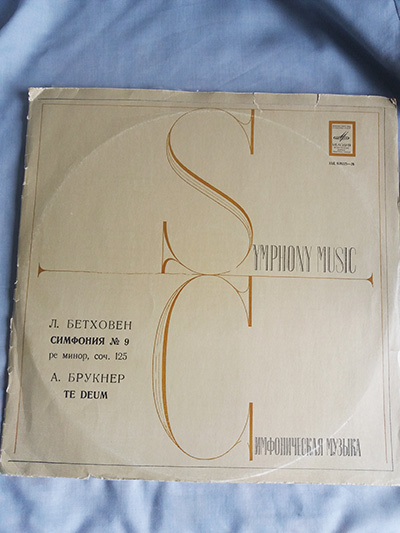 МЕЛОДИЯ
SYMPHONY MUSIC
Л. БЕТХОВЕН
СИМФОНИЯ № 9
ре минор, соч. 125
А. БРУКНЕР
TE DEUM
СИМФОНИЧЕСКАЯ МУЗЫКА